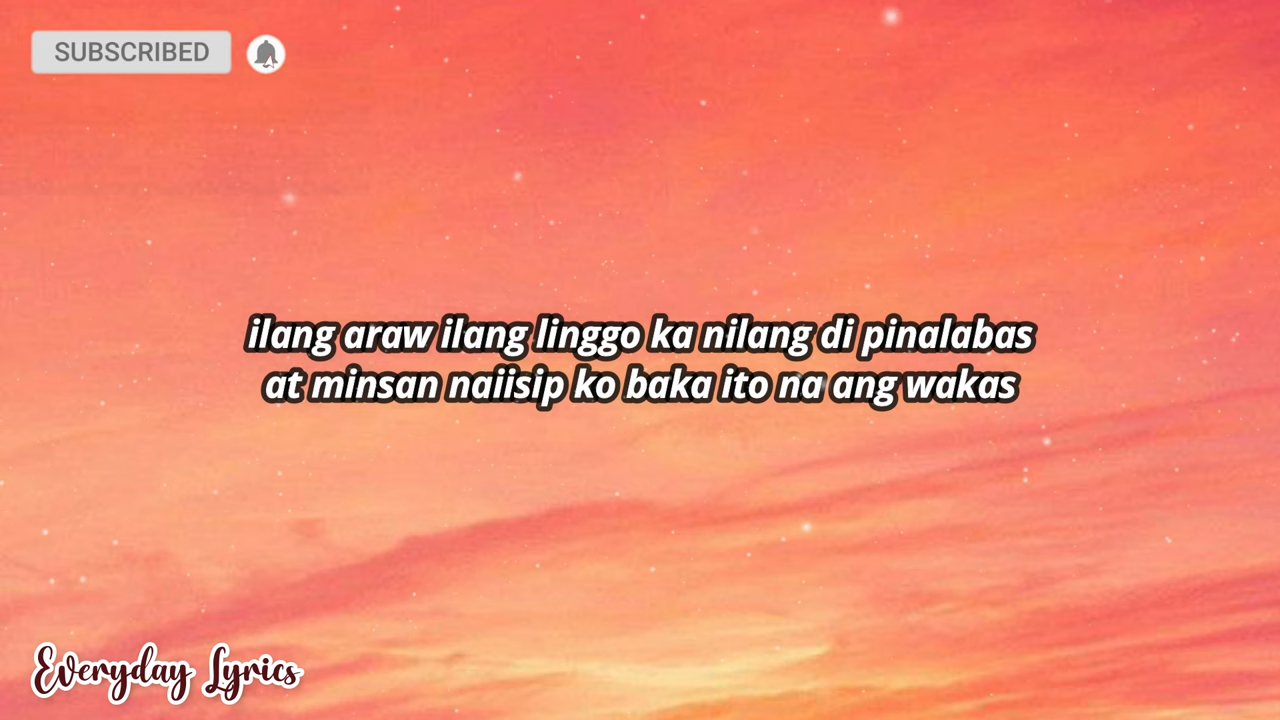 SUBSCRIBED
ilang araw ilang linggo ka nilang di pinalabas
at minsan naiisip ko baka ito na ang wakas
Everyday Lyrics